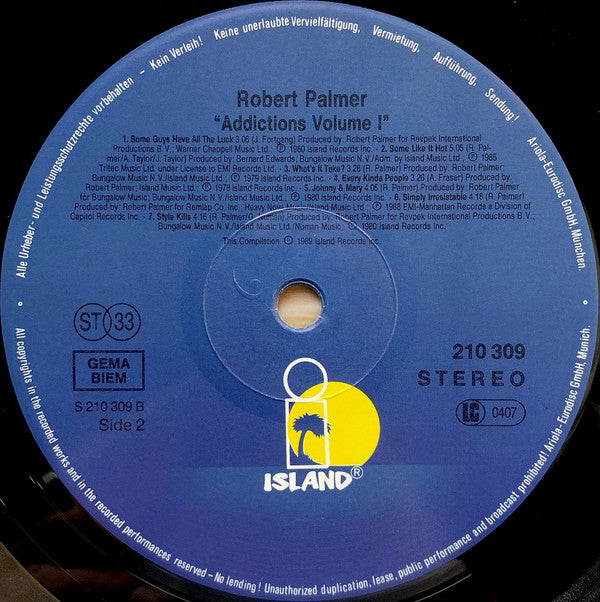 Alle Urheber- und Leistungsschutzrechte vorbehalten - Kein Verleih! Keine unerlaubte Vervielfältigung, Vermietung, Aufführung, Sendung! Ariola-Eurodisc GmbH, München.
Robert Palmer
"Addictions Volume I"
1. Some Guys Have All The Luck 3.06 (J. Fortgang) Produced by: Robert Palmer for Revpek International
Productions B.V.; Warner Chappell Music Ltd. Ⓟ 1980 Island Records Inc. · 2. Some Like It Hot 5.05 (R. Pal-
mer/A. Taylor/J. Taylor) Produced by: Bernard Edwards; Bungalow Music N.V./Adm. by Island Music Ltd. Ⓟ 1985
Tritec Music Ltd. under License to EMI Records Ltd. · 3. What's It Take? 3.26 (R. Palmer) Produced by: Robert Palmer;
Bungalow Music N.V./Island Music Ltd. Ⓟ 1979 Island Records Inc. · 4. Every Kinda People 3.26 (A. Fraser) Produced by:
Robert Palmer; Island Music Ltd. Ⓟ 1978 Island Records Inc. · 5. Johnny & Mary 4.05 (R. Palmer) Produced by: Robert Palmer
for Bungalow Music; Bungalow Music N.V./Island Music Ltd. Ⓟ 1980 Island Records Inc. · 6. Simply Irresistable 4.18 (R. Palmer)
Produced by: Robert Palmer for Remlap Co. Inc.; Heavy Nova Music/Island Music Ltd. Ⓟ 1988 EMI-Manhattan Records a Division of
Capitol Records Inc. · 7. Style Kills 4.16 (R. Palmer/G. Numan) Produced by: Robert Palmer for Revpek International Productions B.V.;
Bungalow Music N.V./Island Music Ltd./Numan Music. Ⓟ 1980 Island Records Inc.
This Compilation Ⓟ 1989 Island Records Inc.
ST 33
GEMA
BIEM
S 210 309 B
Side 2
210 309
STEREO
LC 0407
ISLAND®
All copyrights in the recorded works and in the recorded performances reserved - No lending! Unauthorized duplication, lease, public performance and broadcast prohibited! Ariola-Eurodisc GmbH, Munich.